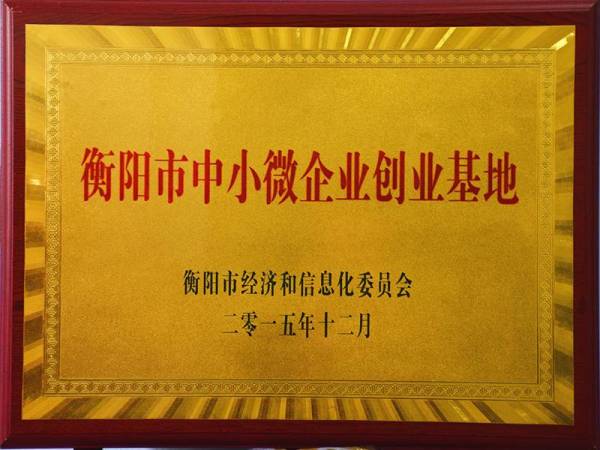 衡阳市中小微企业创业基地
衡阳市经济和信息化委员会
二零一五年十二月